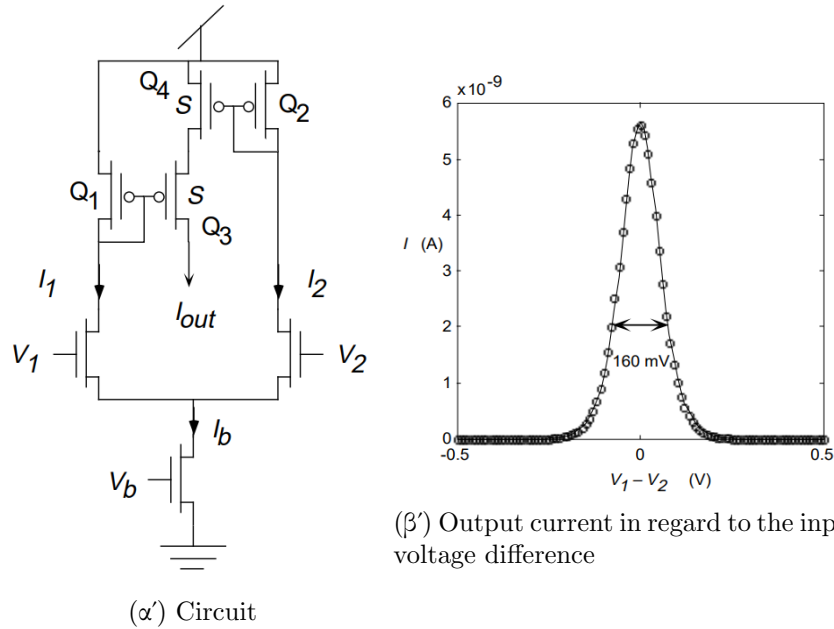 Q4
S
Q2
Q1
S
Q3
I1
I2
Iout
V1
V2
Ib
Vb
(α′) Circuit
x10-9
6
5
4
3
2
1
0
I (A)
160 mV
-0.5
0
0.5
V1 – V2 (V)
(β′) Output current in regard to the inp
voltage difference